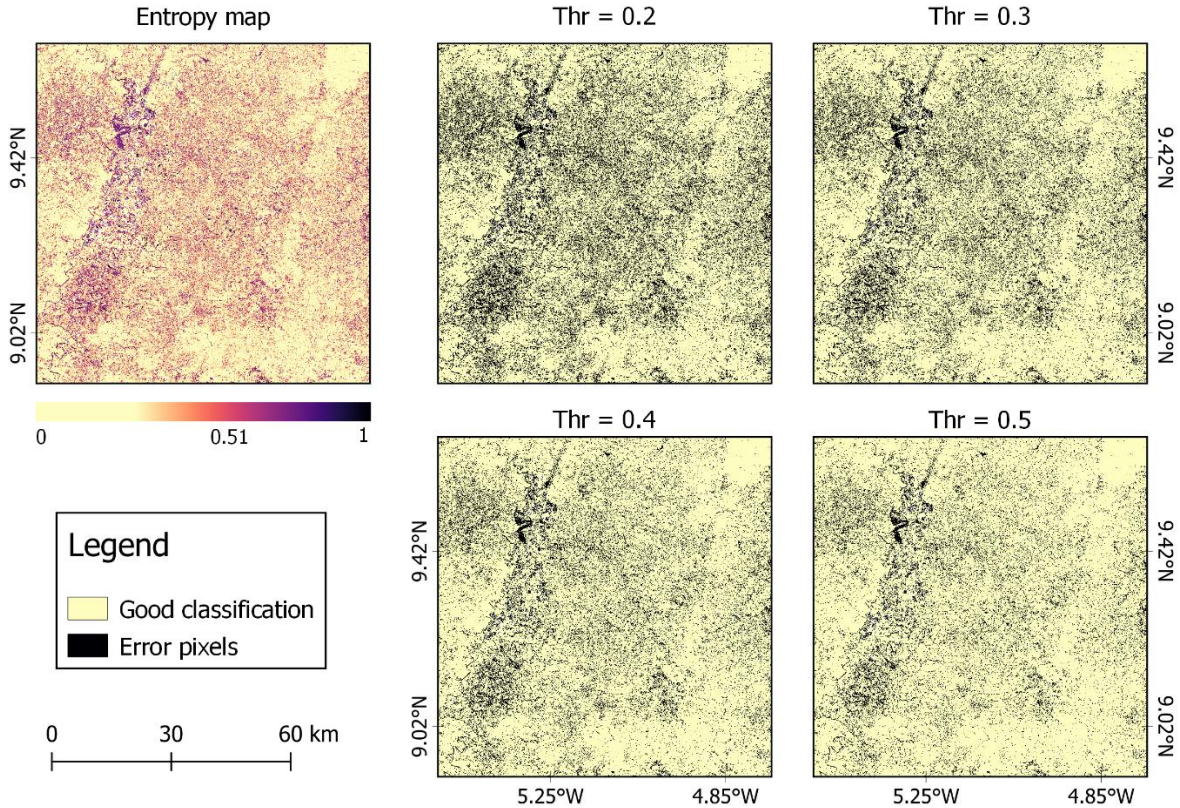 Entropy map
Thr = 0.2
Thr = 0.3
9.42°N
9.02°N
9.42°N
9.02°N
0
0.51
1
Thr = 0.4
Thr = 0.5
Legend
Good classification
Error pixels
0
30
60 km
9.42°N
9.02°N
9.42°N
9.02°N
5.25°W
4.85°W
5.25°W
4.85°W